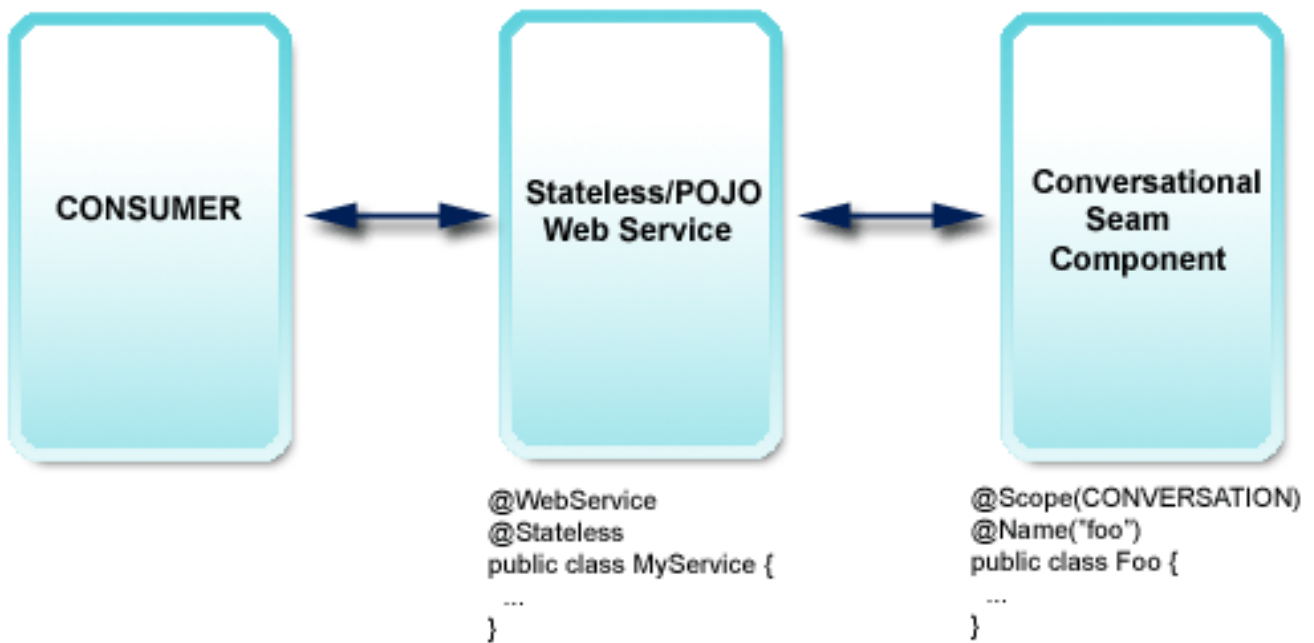 CONSUMER
Stateless/POJO
Web Service
Conversational
Seam
Component
@WebService
@Stateless
public class MyService {
...
}
@Scope(CONVERSATION)
@Name("foo")
public class Foo {
...
}